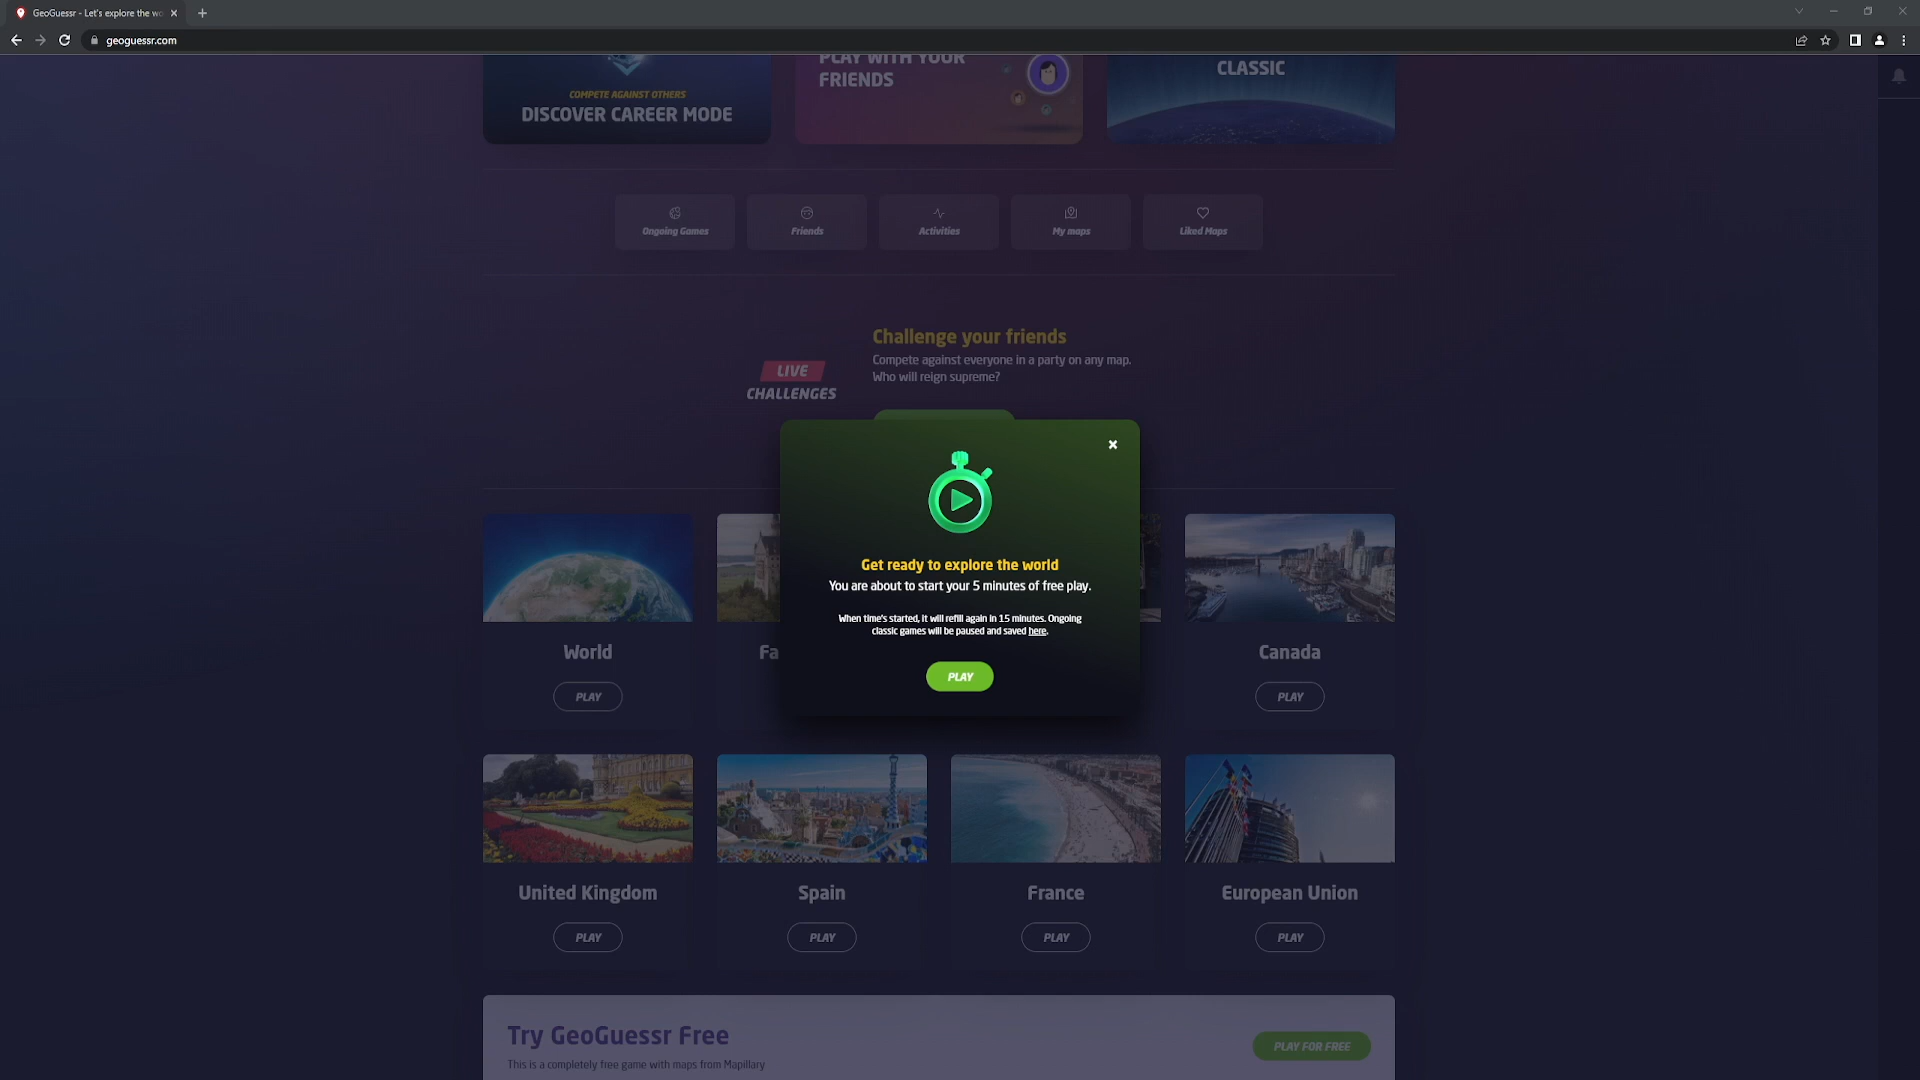 GeoGuessr - Let's explore the wo
geoguessr.com
COMPETE AGAINST OTHERS
DISCOVER CAREER MODE
PLAY WITH YOUR
FRIENDS
CLASSIC
Ongoing Games
Friends
Activities
My maps
Liked Maps
LIVE
CHALLENGES
Challenge your friends
Compete against everyone in a party on any map.
Who will reign supreme?
Get ready to explore the world
You are about to start your 5 minutes of free play.
When time's started, it will refill again in 15 minutes. Ongoing
classic games will be paused and saved here.
PLAY
World
Fa
Canada
PLAY
PLAY
United Kingdom
Spain
France
European Union
PLAY
PLAY
PLAY
PLAY
Try GeoGuessr Free
This is a completely free game with maps from Mapillary
PLAY FOR FREE